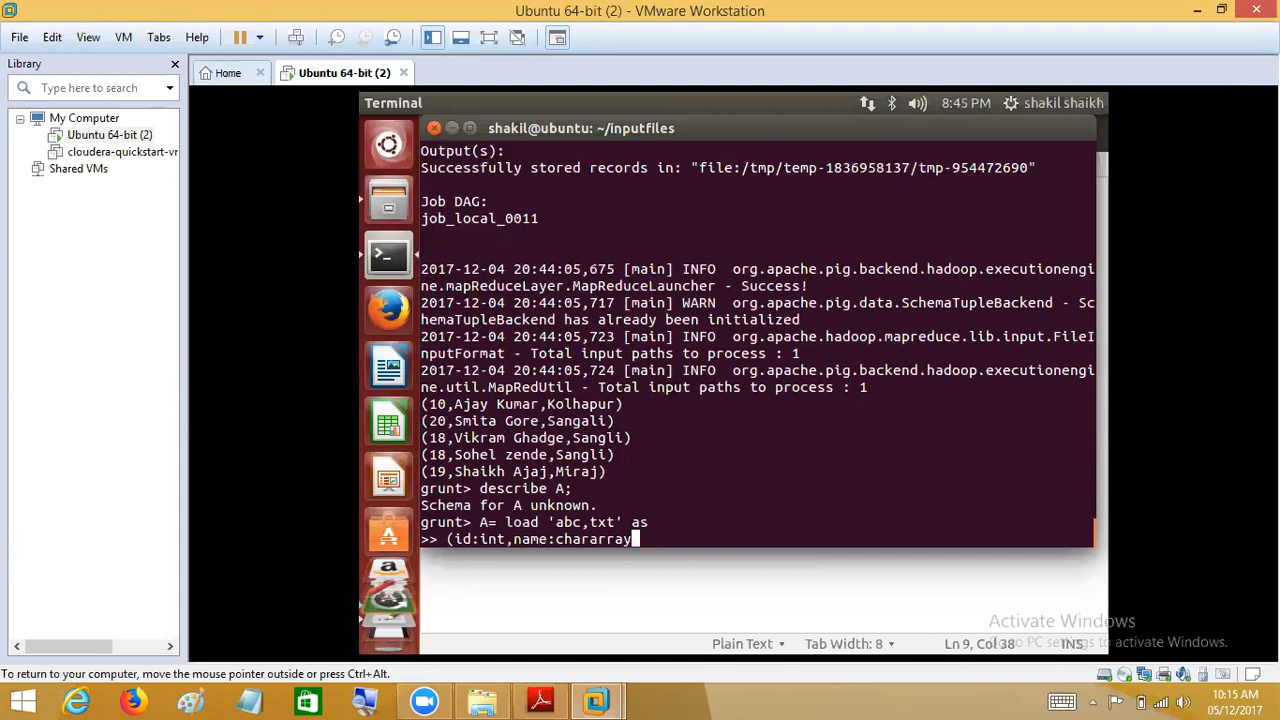 Ubuntu 64-bit (2) - VMware Workstation
File Edit View VM Tabs Help
Library
Type here to search
My Computer
Ubuntu 64-bit (2)
cloudera-quickstart-vr
Shared VMs
Home
Ubuntu 64-bit (2)
Terminal
8:45 PM
shakil shaikh
shakil@ubuntu: ~/inputfiles
Output(s):
Successfully stored records in: "file:/tmp/temp-1836958137/tmp-954472690"
Job DAG:
job_local_0011
2017-12-04 20:44:05,675 [main] INFO  org.apache.pig.backend.hadoop.executionengi
ne.mapReduceLayer.MapReduceLauncher - Success!
2017-12-04 20:44:05,717 [main] WARN  org.apache.pig.data.SchemaTupleBackend - Sc
hemaTupleBackend has already been initialized
2017-12-04 20:44:05,723 [main] INFO  org.apache.hadoop.mapreduce.lib.input.FileI
nputFormat - Total input paths to process : 1
2017-12-04 20:44:05,724 [main] INFO  org.apache.pig.backend.hadoop.executionengi
ne.util.MapRedUtil - Total input paths to process : 1
(10,Ajay Kumar,Kolhapur)
(20,Smita Gore,Sangali)
(18,Vikram Ghadge,Sangli)
(18,Sohel zende,Sangli)
(19,Shaikh Ajaj,Miraj)
grunt> describe A;
Schema for A unknown.
grunt> A= load 'abc,txt' as
>> (id:int,name:chararray
Activate Windows
Go to PC settings to activate Windows.
Plain Text Tab Width: 8 Ln 9, Col 38 INS
To return to your computer, move the mouse pointer outside or press Ctrl+Alt.
10:15 AM
05/12/2017